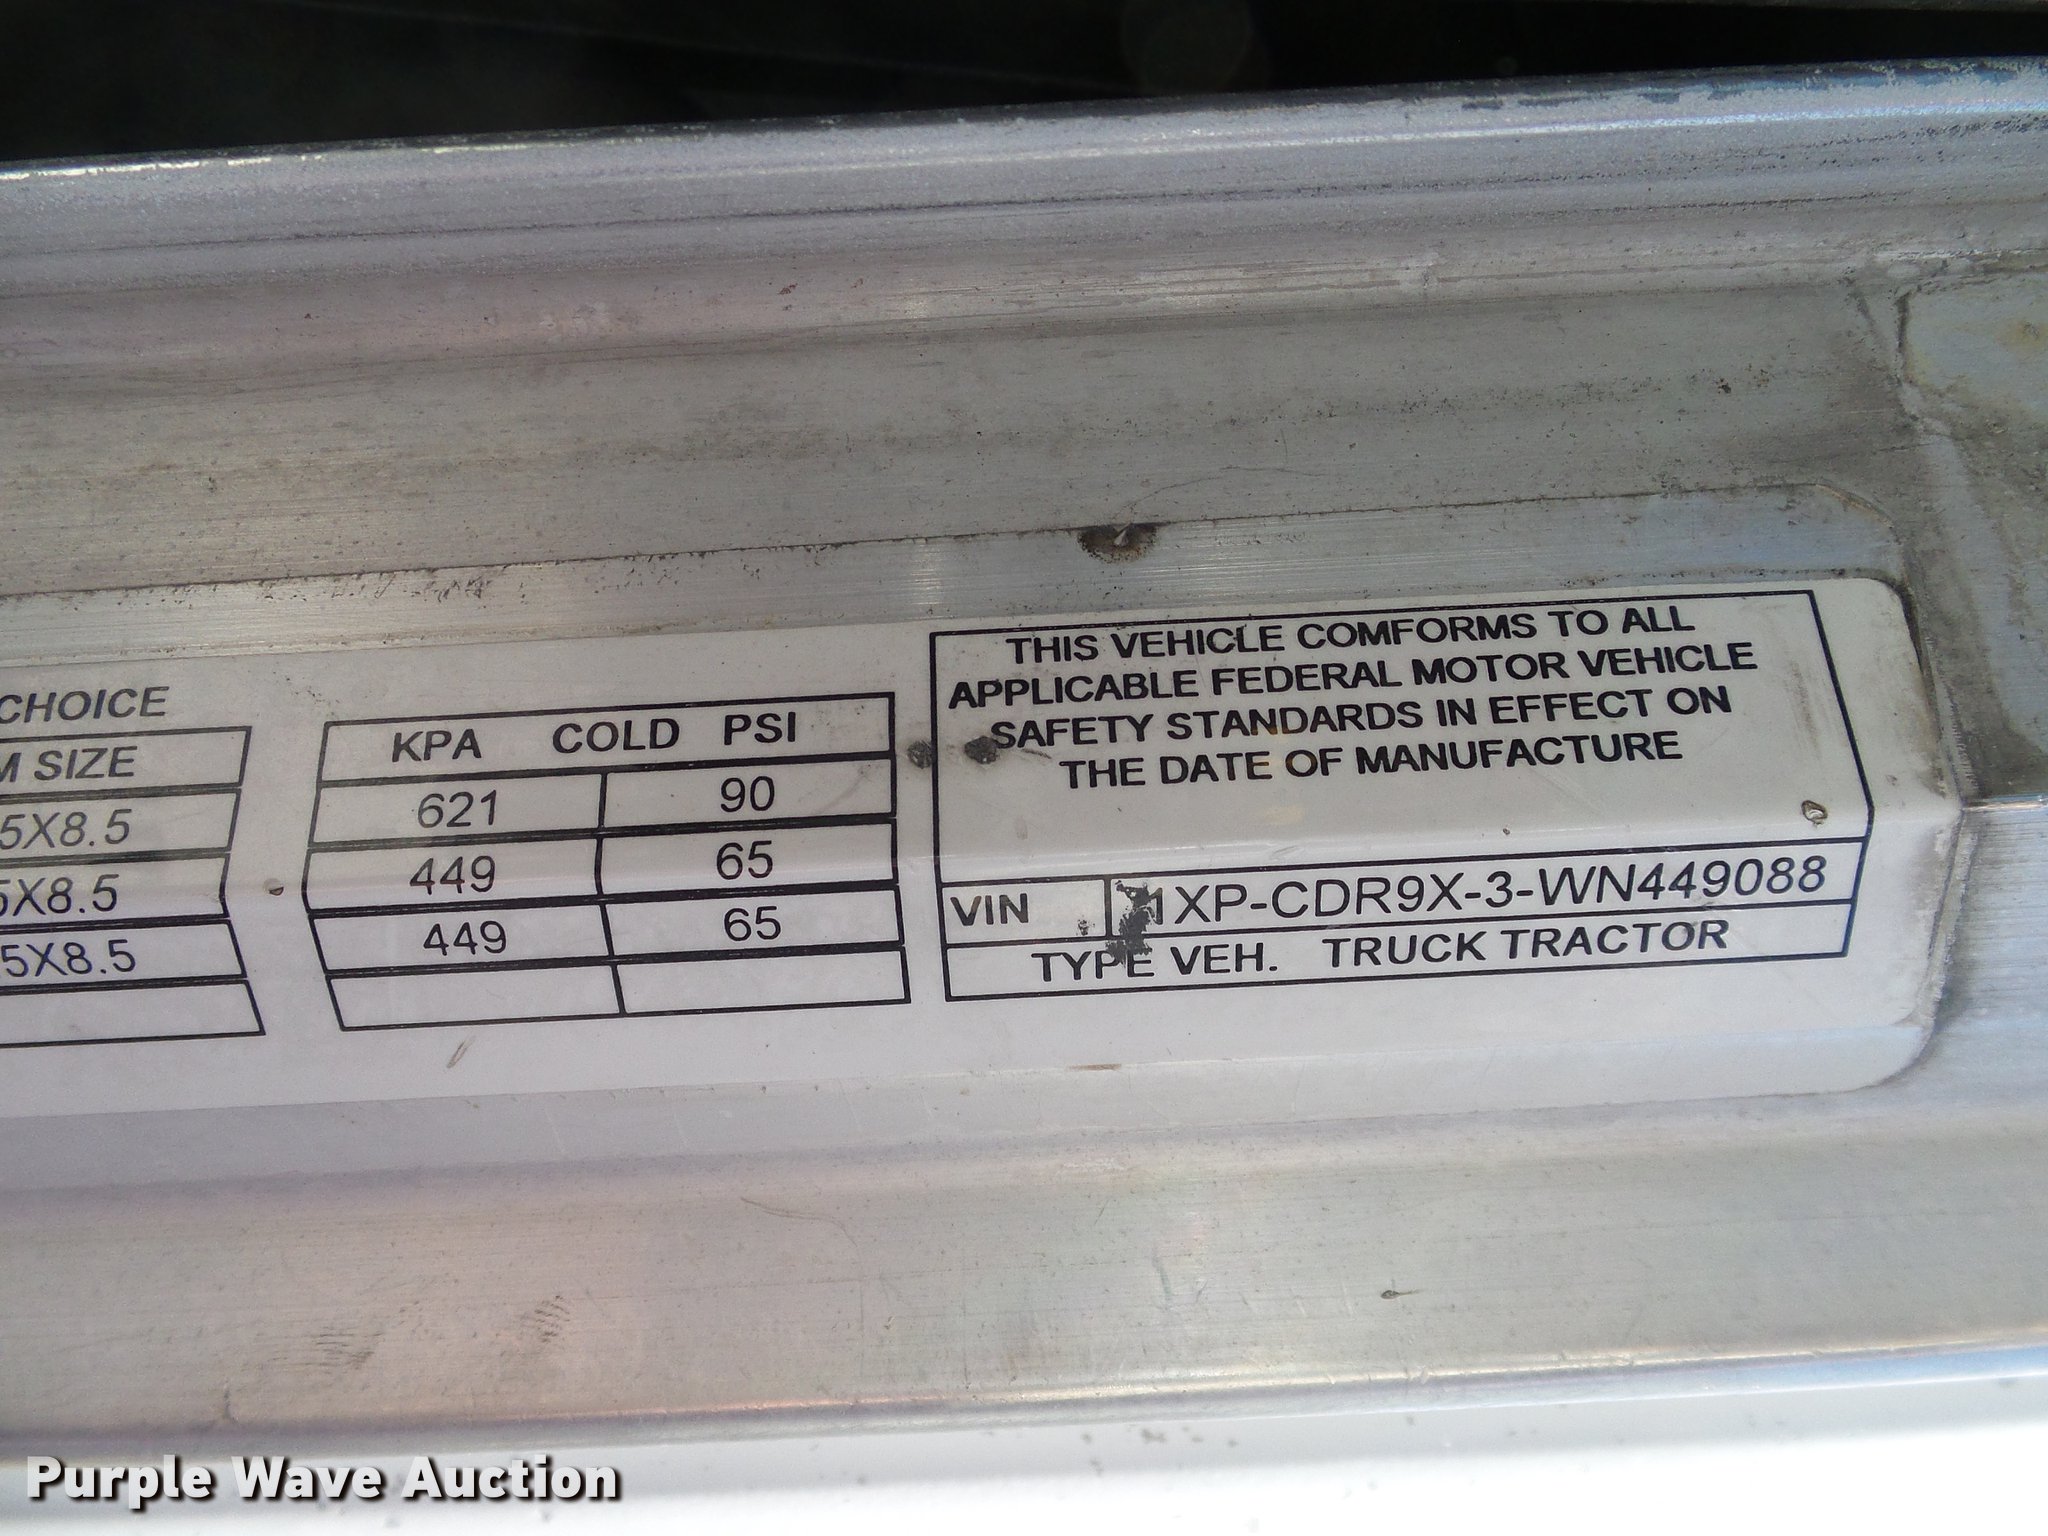 CHOICE
M SIZE
5X8.5
5X8.5
5X8.5
KPA COLD PSI
621 90
449 65
449 65
THIS VEHICLE COMFORMS TO ALL
APPLICABLE FEDERAL MOTOR VEHICLE
SAFETY STANDARDS IN EFFECT ON
THE DATE OF MANUFACTURE
VIN 1XP-CDR9X-3-WN449088
TYPE VEH. TRUCK TRACTOR
Purple Wave Auction